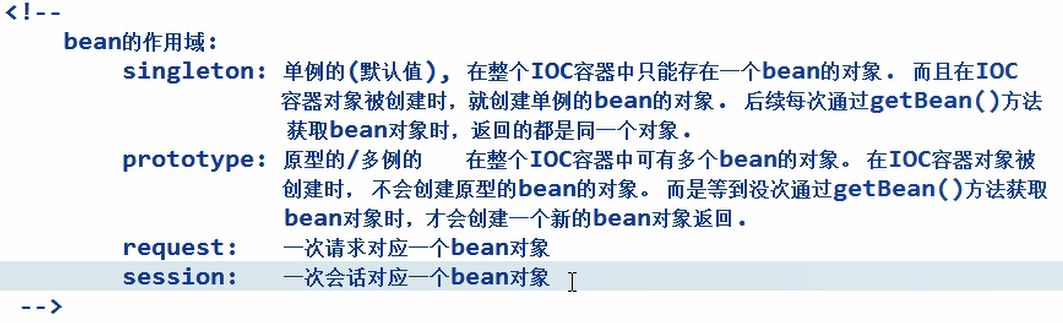 <!--
bean的作用域:
singleton: 单例的(默认值), 在整个IOC容器中只能存在一个bean的对象. 而且在IOC
容器对象被创建时，就创建单例的bean的对象. 后续每次通过getBean()方法
获取bean对象时，返回的都是同一个对象.
prototype: 原型的/多例的 在整个IOC容器中可有多个bean的对象。在IOC容器对象被
创建时， 不会创建原型的bean的对象。而是等到没次通过getBean()方法获取
bean对象时，才会创建一个新的bean对象返回.
request: 一次请求对应一个bean对象
session: 一次会话对应一个bean对象
-->